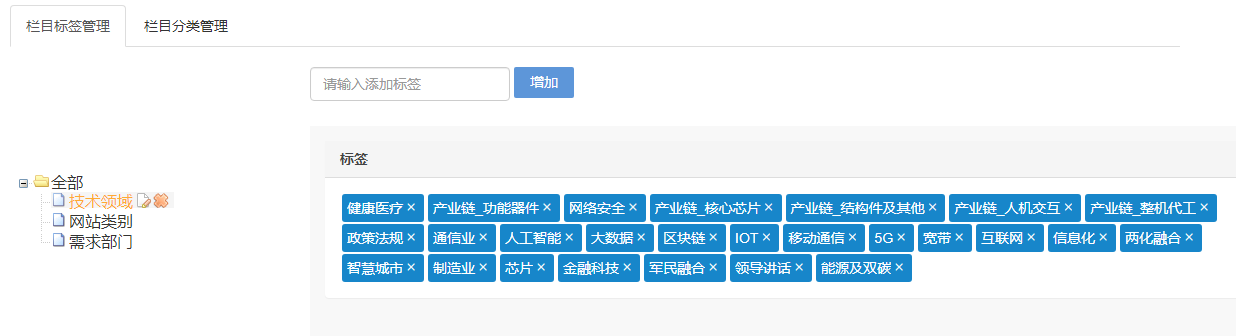 栏目标签管理 栏目分类管理
请输入添加标签 增加
标签
全部
技术领域
网站类别
需求部门
健康医疗× 产业链_功能器件× 网络安全× 产业链_核心芯片× 产业链_结构件及其他× 产业链_人机交互× 产业链_整机代工×
政策法规× 通信业× 人工智能× 大数据× 区块链× IOT× 移动通信× 5G× 宽带× 互联网× 信息化× 两化融合×
智慧城市× 制造业× 芯片× 金融科技× 军民融合× 领导讲话× 能源及双碳×